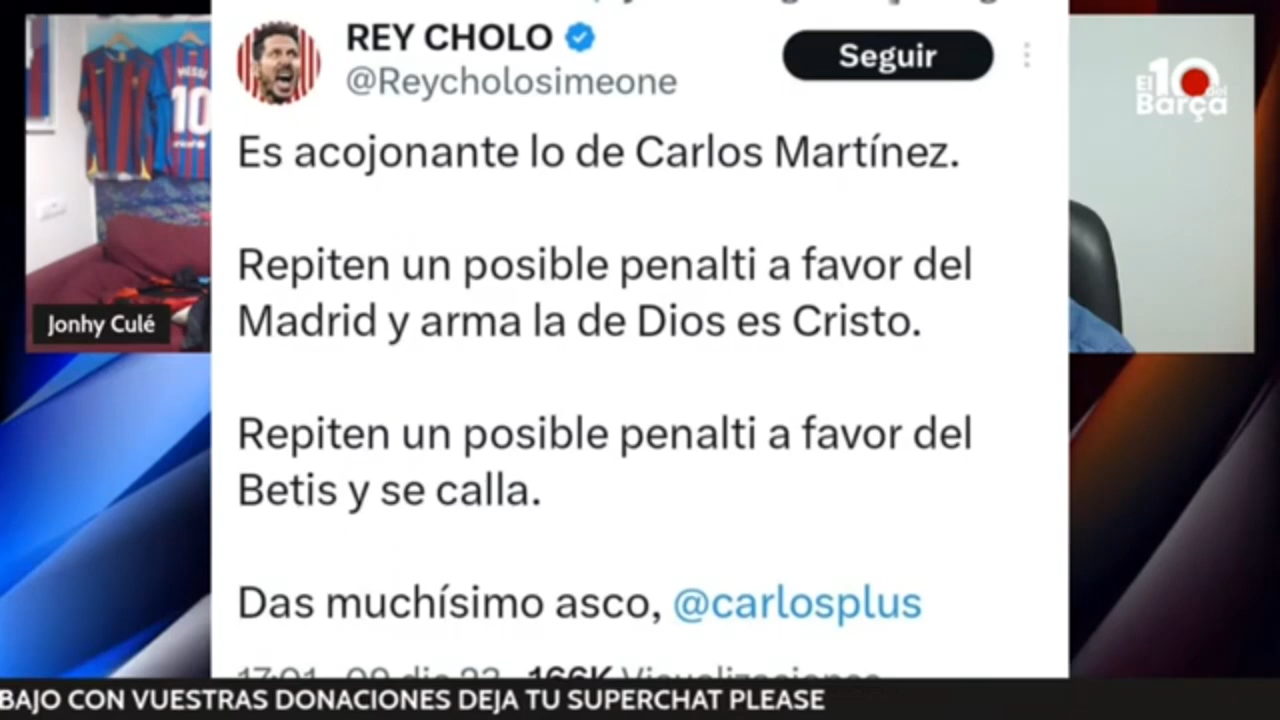 REY CHOLO
@Reycholosimeone
Seguir
El 10 del
Barça
MESSI
10
Es acojonante lo de Carlos Martínez.
Repiten un posible penalti a favor del
Madrid y arma la de Dios es Cristo.
Jonhy Culé
Repiten un posible penalti a favor del
Betis y se calla.
Das muchísimo asco, @carlosplus
17:01 09 dic 23 166K Visualizaciones
BAJO CON VUESTRAS DONACIONES DEJA TU SUPERCHAT PLEASE